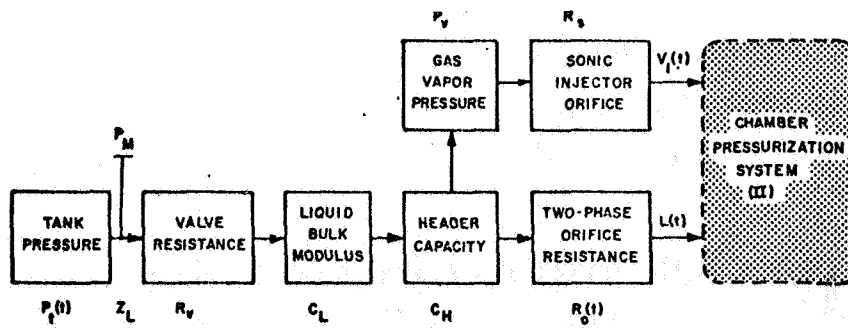 P_v
R_s
GAS
VAPOR
PRESSURE
SONIC
INJECTOR
ORIFICE
V_i(t)
CHAMBER
PRESSURIZATION
SYSTEM
(II)
P_M
TANK
PRESSURE
VALVE
RESISTANCE
LIQUID
BULK
MODULUS
HEADER
CAPACITY
TWO-PHASE
ORIFICE
RESISTANCE
L(t)
P_t(t)
Z_L
R_V
C_L
C_H
R_o(t)